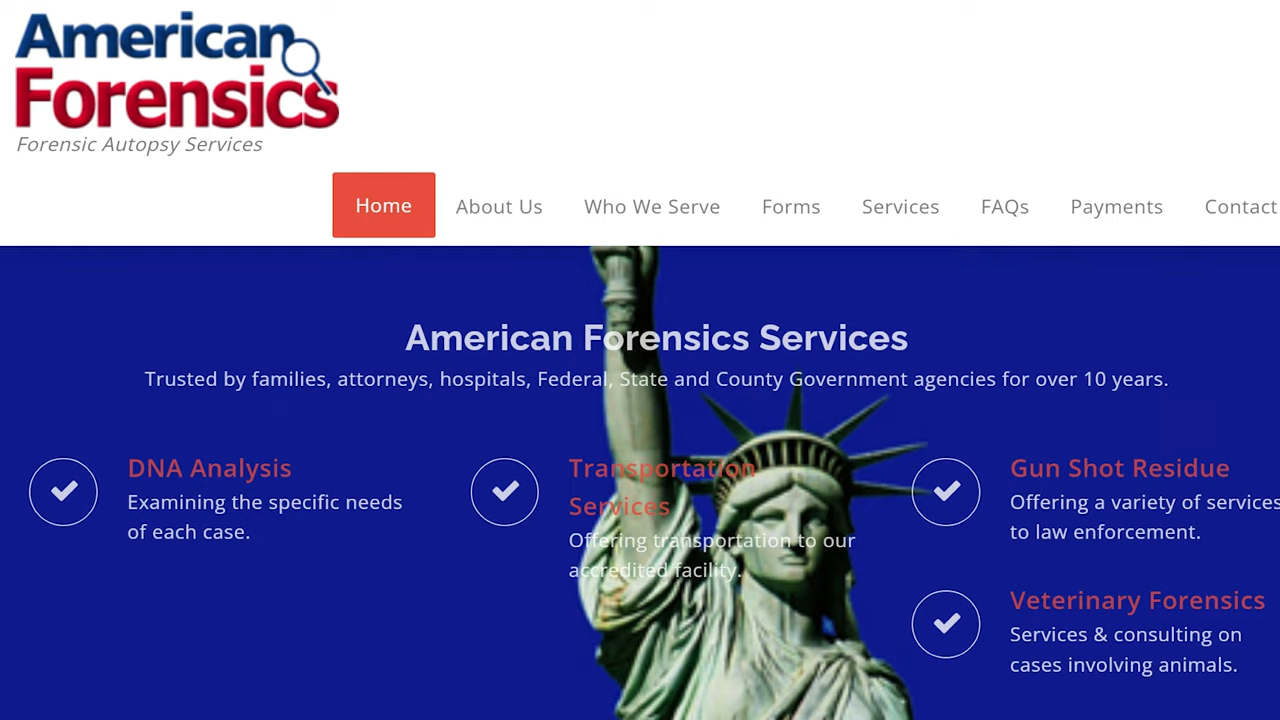 American
Forensics
Forensic Autopsy Services
Home About Us Who We Serve Forms Services FAQs Payments Contact
American Forensics Services
Trusted by families, attorneys, hospitals, Federal, State and County Government agencies for over 10 years.
DNA Analysis
Examining the specific needs
of each case.
Transportation
Services
Offering transportation to our
accredited facility.
Gun Shot Residue
Offering a variety of services
to law enforcement.
Veterinary Forensics
Services & consulting on
cases involving animals.